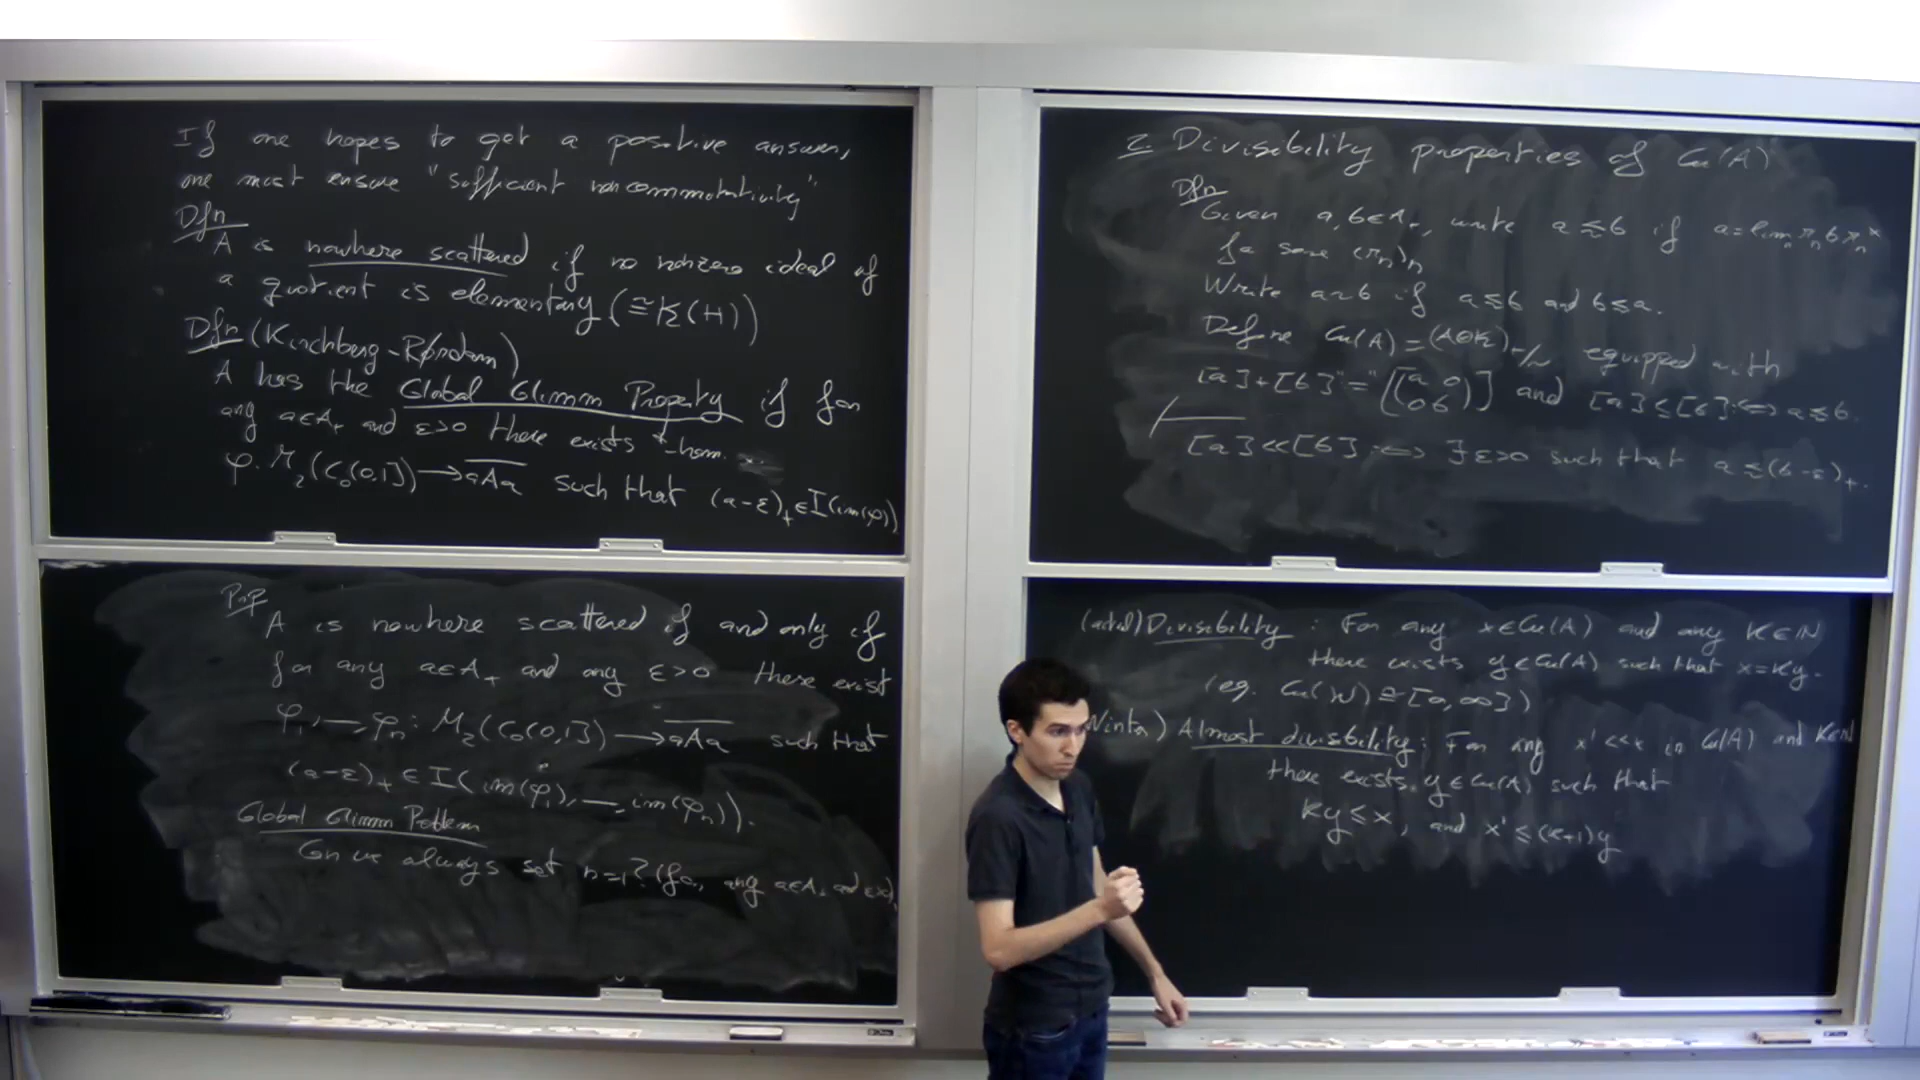 If one hopes to get a positive answer,
one must ensure "sufficient noncommutativity"
Dfn
A is nowhere scattered if no nonzero ideal of
a quotient is elementary (≅K(H))
Dfn (Kirchberg-Rørdam)
A has the Global Glimm Property if for
any a∈A₊ and ε>0 there exists *-hom.
φ: M₂(C₀(0,1]) → \overline{aAa} such that (a-ε)₊∈I(im(φ))
Prop
A is nowhere scattered if and only if
for any a∈A₊ and any ε>0 there exist
φ₁,—,φₙ: M₂(C₀(0,1]) → \overline{aAa} such that
(a-ε)₊ ∈ I(im(φ₁),—,im(φₙ)).
Global Glimm Problem
Can we always set n=1? (for any a∈A₊ and ε>0)
2. Divisibility properties of Cu(A)
Dfn
Given a,b∈A₊, write a≲b if a=limₙ rₙ b rₙ*
for some (rₙ)ₙ
Write a~b if a≲b and b≲a.
Define Cu(A)=(A⊗K)₊/~ equipped with
[a]+[b]"="[(a 0 0 b)] and [a]≤[b]:⟺a≲b.
[a]≪[b]:⟺ ∃ε>0 such that a≲(b-ε)₊.
Divisibility: For any x∈Cu(A) and any k∈N
there exists y∈Cu(A) such that x=ky.
(eg. Cu(W)≅[0,∞])
(Winter) Almost divisibility: For any x'≪x in Cu(A) and k∈N
there exists y∈Cu(A) such that
ky≤x, and x'≤(k+1)y